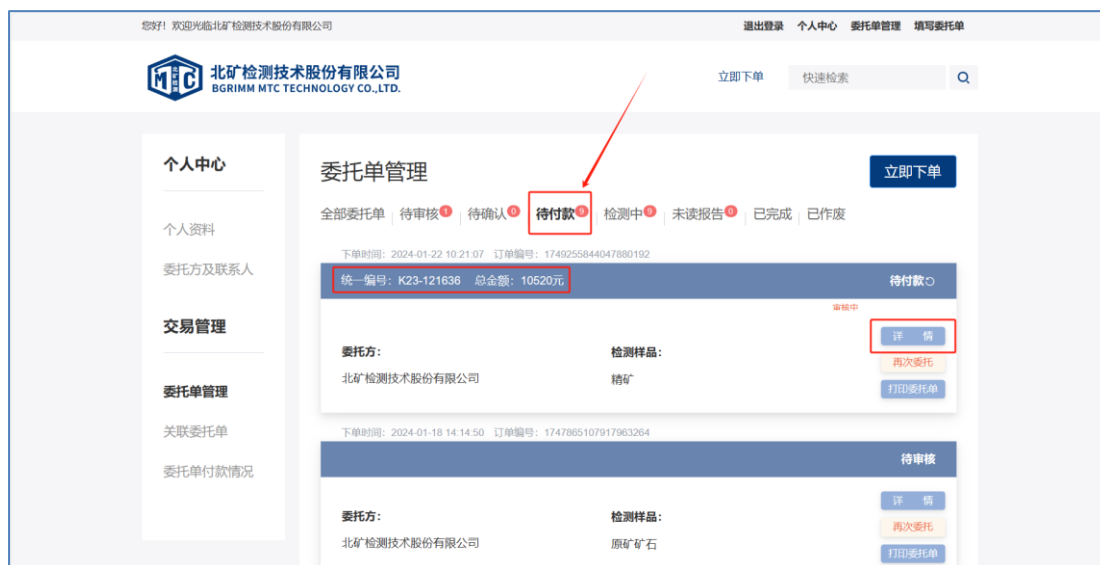 您好！欢迎光临北矿检测技术股份有限公司
退出登录 个人中心 委托单管理 填写委托单
MTC 北矿检测技术股份有限公司
BGRIMM MTC TECHNOLOGY CO.,LTD.
立即下单 快速检索
个人中心
个人资料
委托方及联系人
交易管理
委托单管理
关联委托单
委托单付款情况
委托单管理
立即下单
全部委托单 待审核1 待确认0 待付款9 检测中9 未读报告0 已完成 已作废
下单时间：2024-01-22 10:21:07 订单编号：1749255844047880192
统一编号：K23-121636 总金额：10520元 待付款
审核中
委托方： 检测样品：
北矿检测技术股份有限公司 精矿
详 情
再次委托
打印委托单
下单时间：2024-01-18 14:14:50 订单编号：1747865107917963264
待审核
委托方： 检测样品：
北矿检测技术股份有限公司 原矿矿石
详 情
再次委托
打印委托单